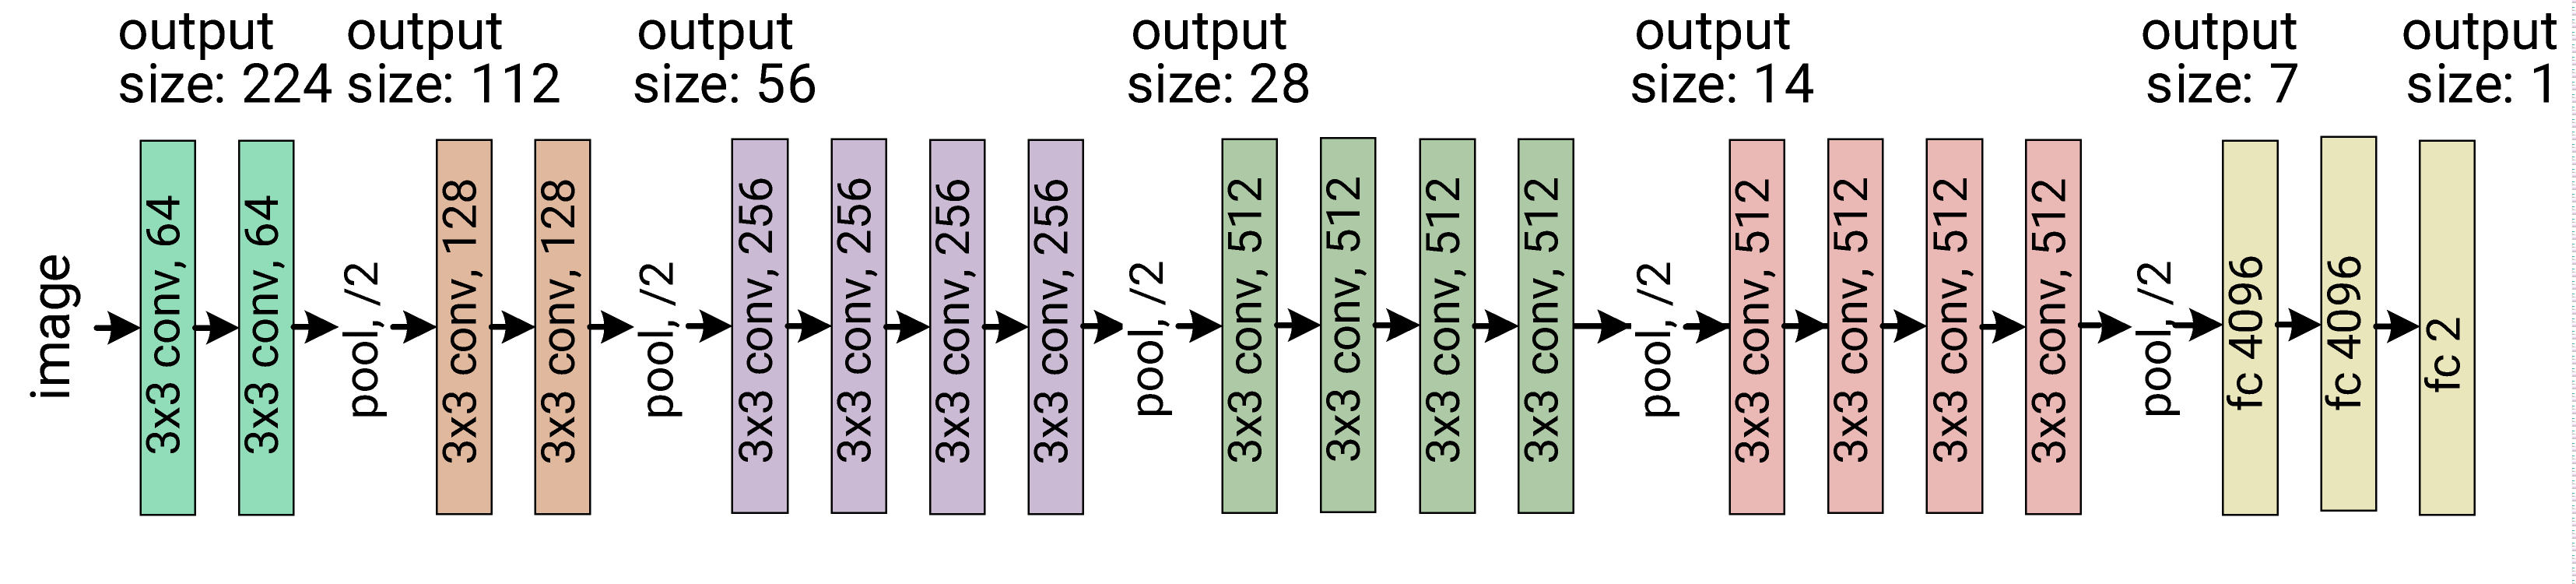 output
size: 224
output
size: 112
output
size: 56
output
size: 28
output
size: 14
output
size: 7
output
size: 1
image
3x3 conv, 64
3x3 conv, 64
pool, /2
3x3 conv, 128
3x3 conv, 128
pool, /2
3x3 conv, 256
3x3 conv, 256
3x3 conv, 256
3x3 conv, 256
pool, /2
3x3 conv, 512
3x3 conv, 512
3x3 conv, 512
3x3 conv, 512
pool, /2
3x3 conv, 512
3x3 conv, 512
3x3 conv, 512
3x3 conv, 512
pool, /2
fc 4096
fc 4096
fc 2